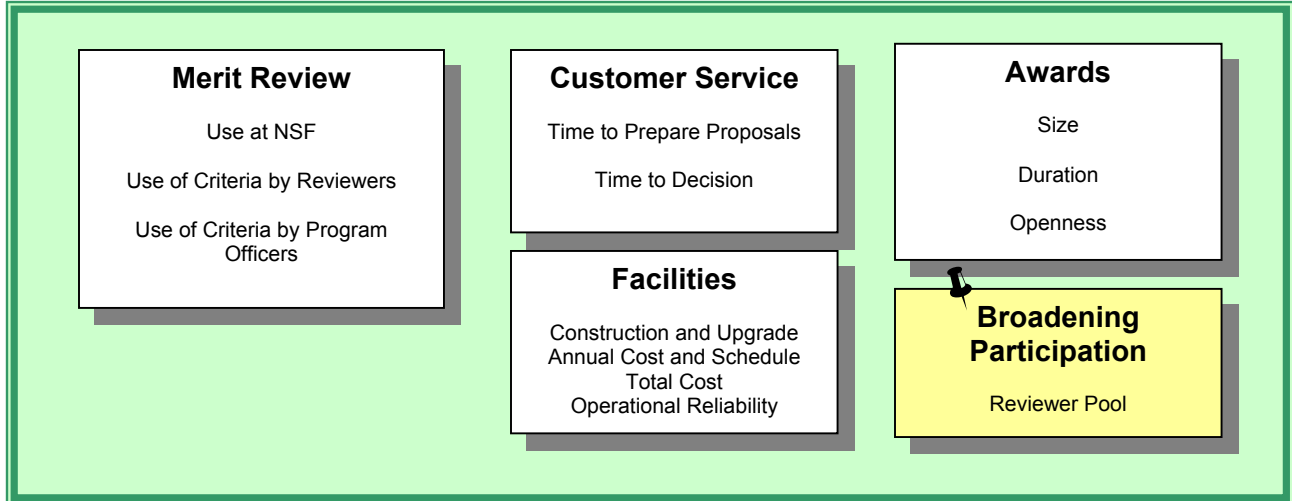 Merit Review
Use at NSF
Use of Criteria by Reviewers
Use of Criteria by Program
Officers
Customer Service
Time to Prepare Proposals
Time to Decision
Facilities
Construction and Upgrade
Annual Cost and Schedule
Total Cost
Operational Reliability
Awards
Size
Duration
Openness
Broadening
Participation
Reviewer Pool